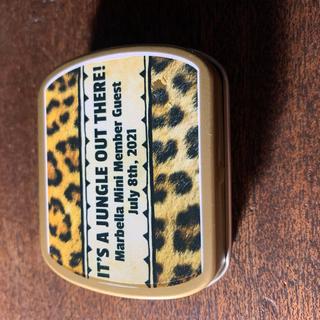 IT'S A JUNGLE OUT THERE!
Marbella Mini Member Guest
July 8th, 2021